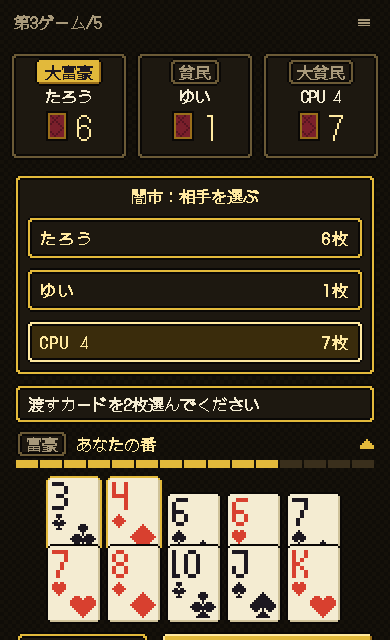 第3ゲーム/5
大富豪
たろう
6
貧民
ゆい
1
大貧民
CPU 4
7
闇市：相手を選ぶ
たろう 6枚
ゆい 1枚
CPU 4 7枚
渡すカードを2枚選んでください
富豪 あなたの番
3 4 6 6 7
7 8 10 J K